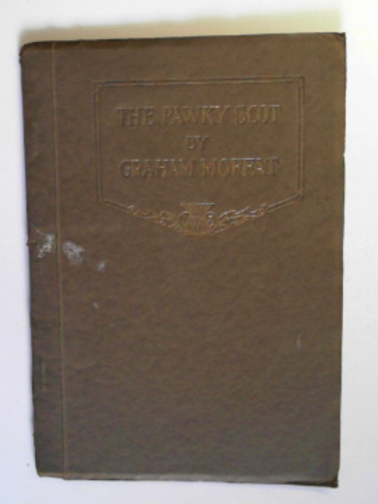 THE PAWKY SCOT
BY
GRAHAM MOFFAT